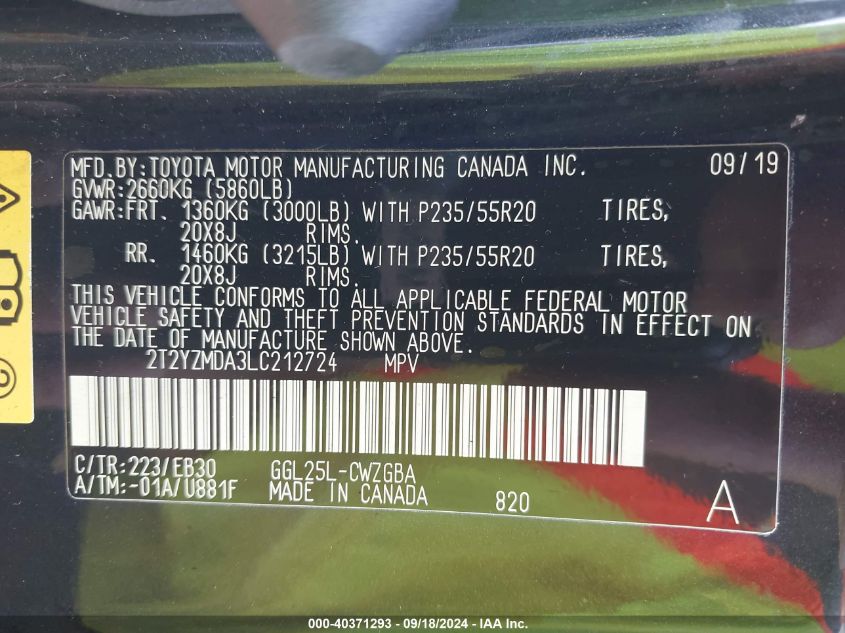 MFD.BY:TOYOTA MOTOR MANUFACTURING CANADA INC. 09/19
GVWR:2660KG (5860LB)
GAWR:FRT. 1360KG (3000LB) WITH P235/55R20 TIRES,
20X8J RIMS.
RR. 1460KG (3215LB) WITH P235/55R20 TIRES,
20X8J RIMS.
THIS VEHICLE CONFORMS TO ALL APPLICABLE FEDERAL MOTOR
VEHICLE SAFETY AND THEFT PREVENTION STANDARDS IN EFFECT ON
THE DATE OF MANUFACTURE SHOWN ABOVE.
2T2YZMDA3LC212724 MPV
C/TR:223/EB30 GGL25L-CWZGBA
A/TM:-01A/U881F MADE IN CANADA 820 A
000-40371293 - 09/18/2024 - IAA Inc.